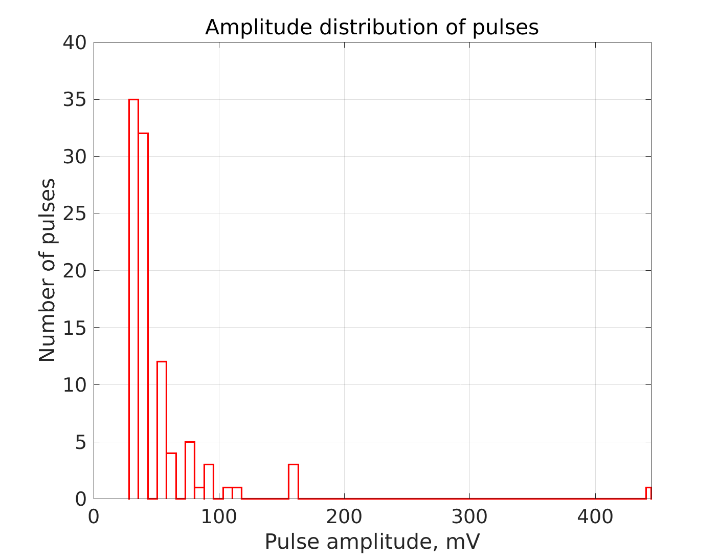 Amplitude distribution of pulses
40
35
30
25
20
15
10
5
0
Number of pulses
0 100 200 300 400
Pulse amplitude, mV